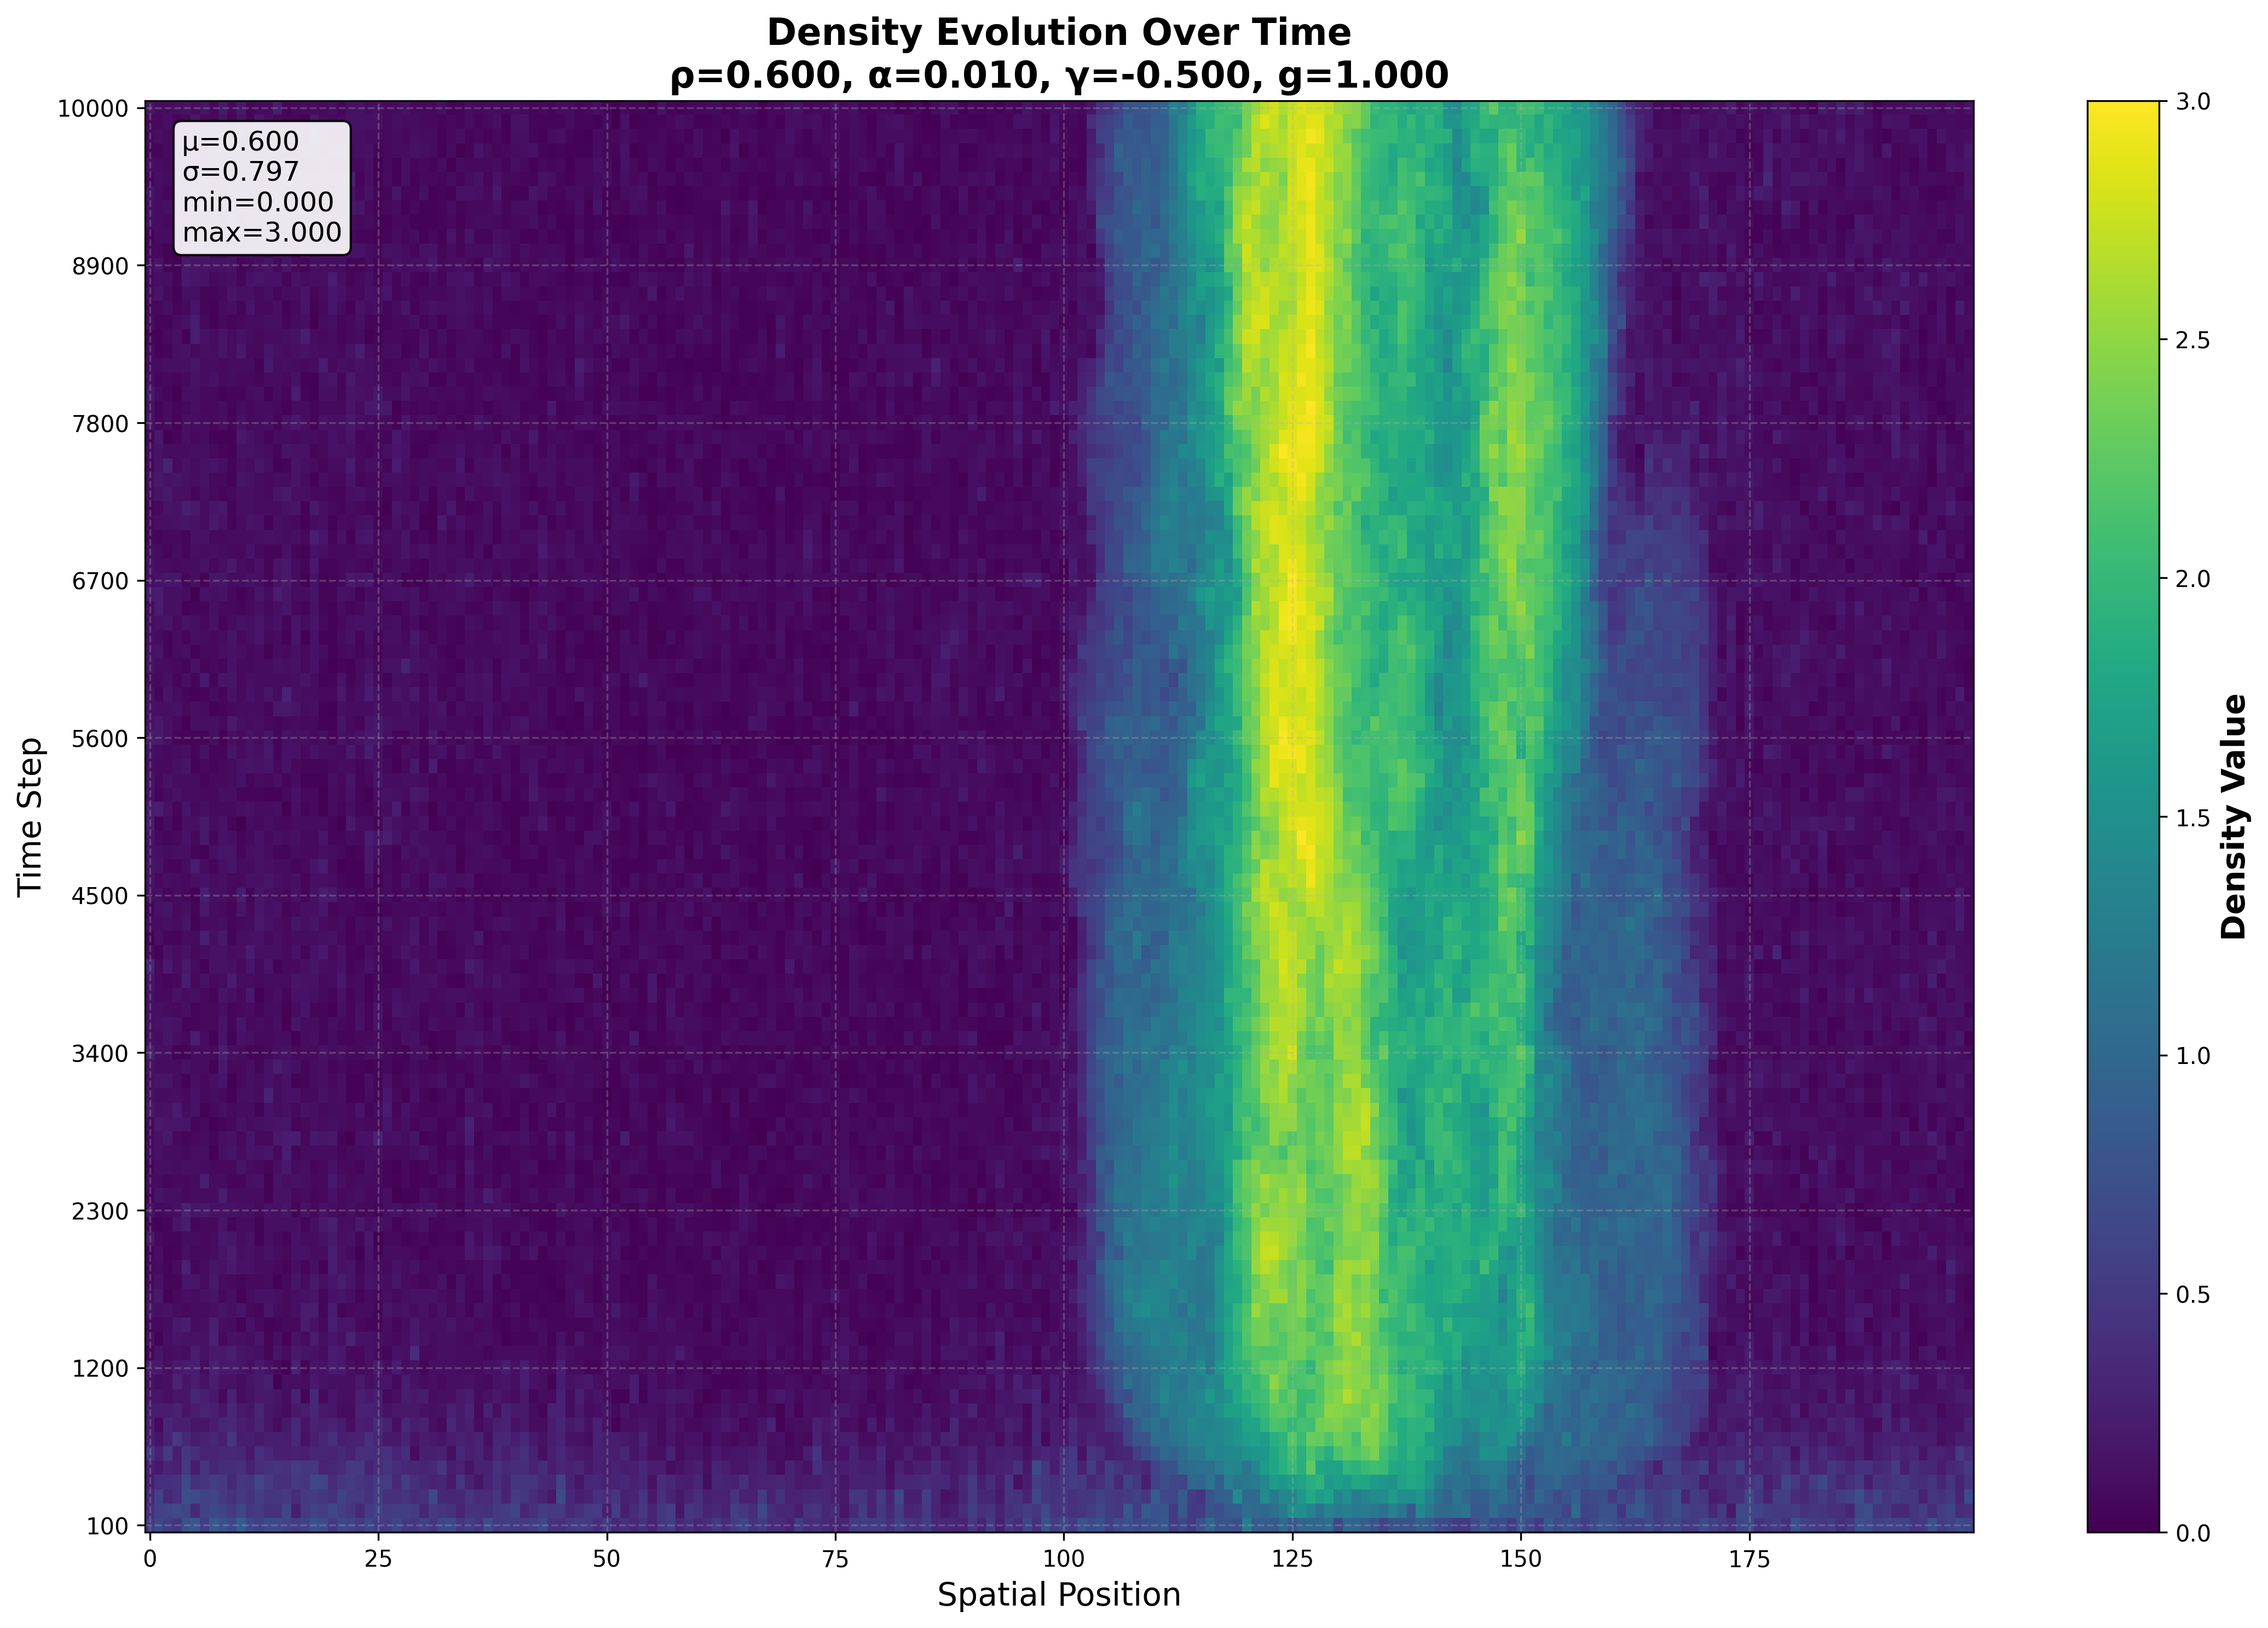 Density Evolution Over Time
ρ=0.600, α=0.010, γ=-0.500, g=1.000
μ=0.600
σ=0.797
min=0.000
max=3.000
10000
8900
7800
6700
5600
4500
3400
2300
1200
100
Time Step
0
25
50
75
100
125
150
175
Spatial Position
3.0
2.5
2.0
1.5
1.0
0.5
0.0
Density Value